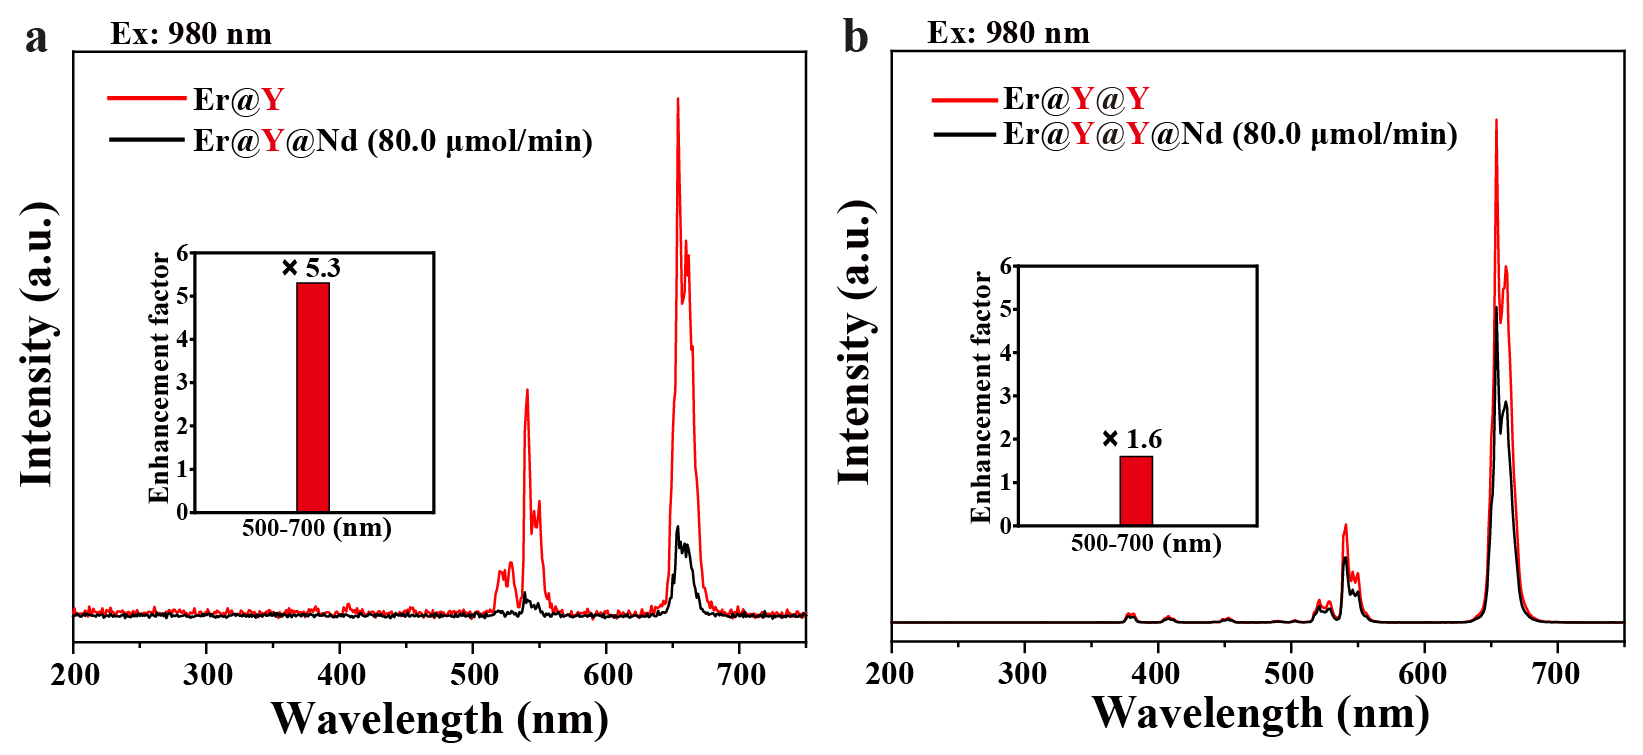 a
Ex: 980 nm
Er@Y
Er@Y@Nd (80.0 μmol/min)
Intensity (a.u.)
Enhancement factor
6
5
4
3
2
1
0
× 5.3
500-700 (nm)
200 300 400 500 600 700
Wavelength (nm)
b
Ex: 980 nm
Er@Y@Y
Er@Y@Y@Nd (80.0 μmol/min)
Intensity (a.u.)
Enhancement factor
6
5
4
3
2
1
0
× 1.6
500-700 (nm)
200 300 400 500 600 700
Wavelength (nm)